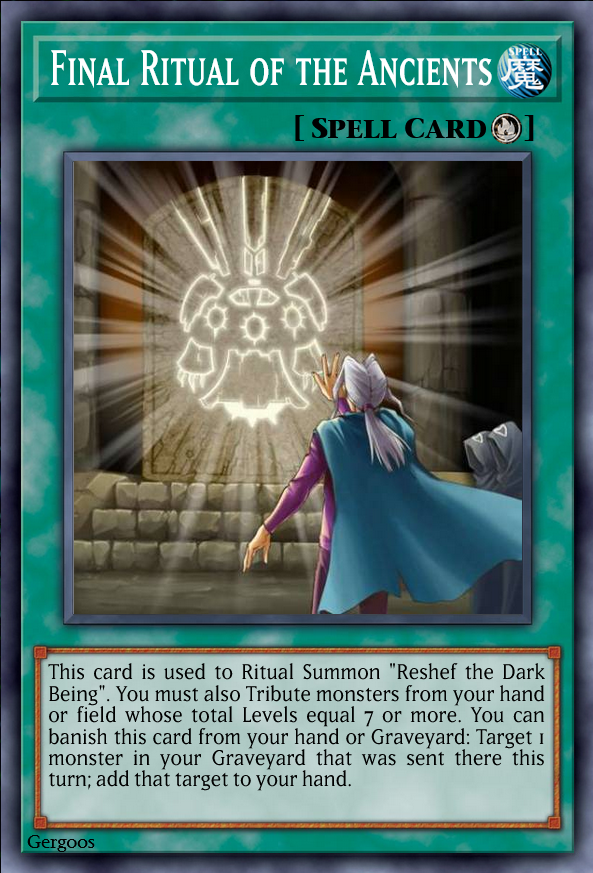 Final Ritual of the Ancients
SPELL
魔
[ Spell Card ]
This card is used to Ritual Summon "Reshef the Dark
Being". You must also Tribute monsters from your hand
or field whose total Levels equal 7 or more. You can
banish this card from your hand or Graveyard: Target 1
monster in your Graveyard that was sent there this
turn; add that target to your hand.
Gergoos